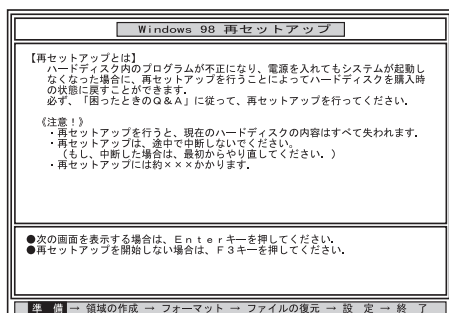 Windows 98 再セットアップ
【再セットアップとは】
ハードディスク内のプログラムが不正になり、電源を入れてもシステムが起動し
なくなった場合に、再セットアップを行うことによってハードディスクを購入時
の状態に戻すことができます．
必ず、「困ったときのＱ＆Ａ」に従って、再セットアップを行ってください．
《注意！》
・再セットアップを行うと、現在のハードディスクの内容はすべて失われます．
・再セットアップは、途中で中断しないでください。
（もし、中断した場合は、最初からやり直してください．）
・再セットアップには約×××かかります．
●次の画面を表示する場合は、Ｅｎｔｅｒキーを押してください．
●再セットアップを開始しない場合は、Ｆ３キーを押してください．
準 備 → 領域の作成 → フォーマット → ファイルの復元 → 設 定 → 終 了